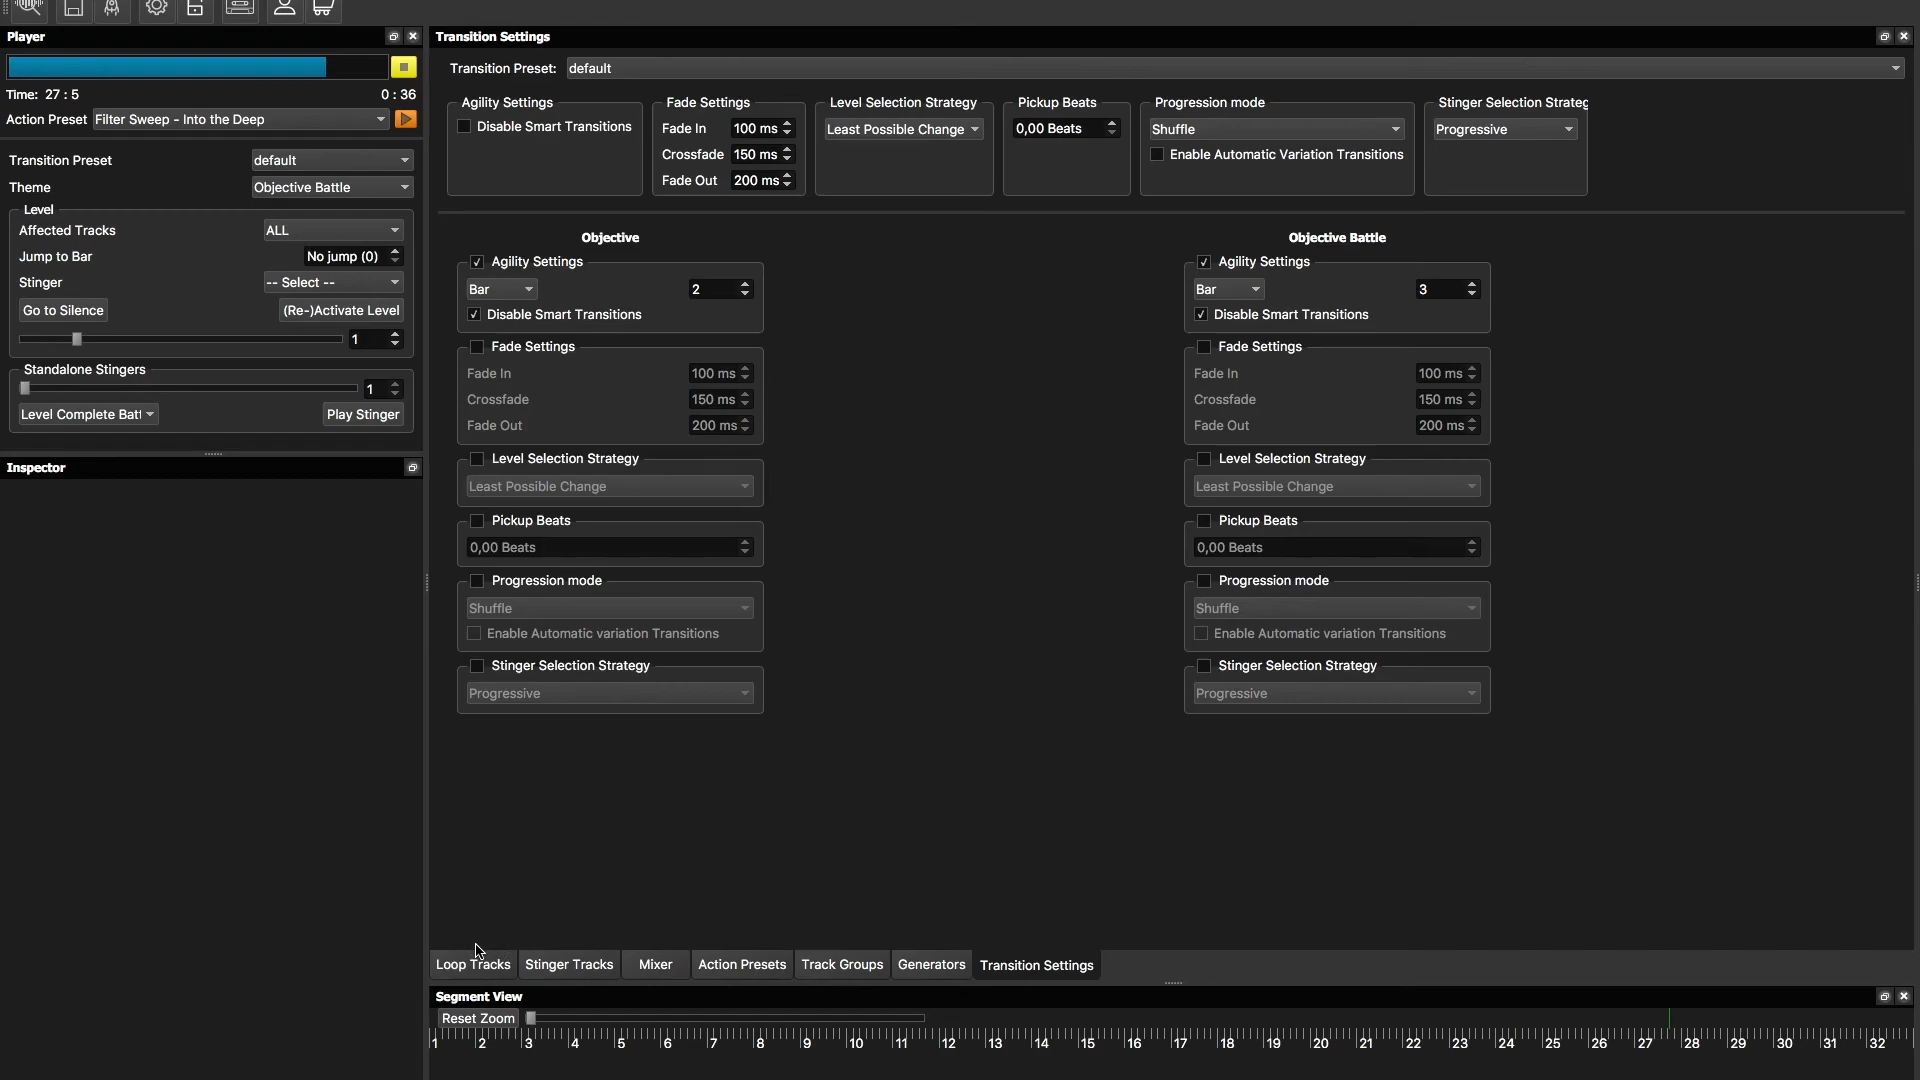 Player
Time: 27 : 5
0 : 36
Action Preset
Filter Sweep - Into the Deep
Transition Preset
default
Theme
Objective Battle
Level
Affected Tracks
ALL
Jump to Bar
No jump (0)
Stinger
-- Select --
Go to Silence
(Re-)Activate Level
1
Standalone Stingers
1
Level Complete Batt
Play Stinger
Inspector
Transition Settings
Transition Preset:
default
Agility Settings
Disable Smart Transitions
Fade Settings
Fade In
100 ms
Crossfade
150 ms
Fade Out
200 ms
Level Selection Strategy
Least Possible Change
Pickup Beats
0,00 Beats
Progression mode
Shuffle
Enable Automatic Variation Transitions
Stinger Selection Strateg
Progressive
Objective
Agility Settings
Bar
2
Disable Smart Transitions
Fade Settings
Fade In
100 ms
Crossfade
150 ms
Fade Out
200 ms
Level Selection Strategy
Least Possible Change
Pickup Beats
0,00 Beats
Progression mode
Shuffle
Enable Automatic variation Transitions
Stinger Selection Strategy
Progressive
Objective Battle
Agility Settings
Bar
3
Disable Smart Transitions
Fade Settings
Fade In
100 ms
Crossfade
150 ms
Fade Out
200 ms
Level Selection Strategy
Least Possible Change
Pickup Beats
0,00 Beats
Progression mode
Shuffle
Enable Automatic variation Transitions
Stinger Selection Strategy
Progressive
Loop Tracks
Stinger Tracks
Mixer
Action Presets
Track Groups
Generators
Transition Settings
Segment View
Reset Zoom
1 2 3 4 5 6 7 8 9 10 11 12 13 14 15 16 17 18 19 20 21 22 23 24 25 26 27 28 29 30 31 32